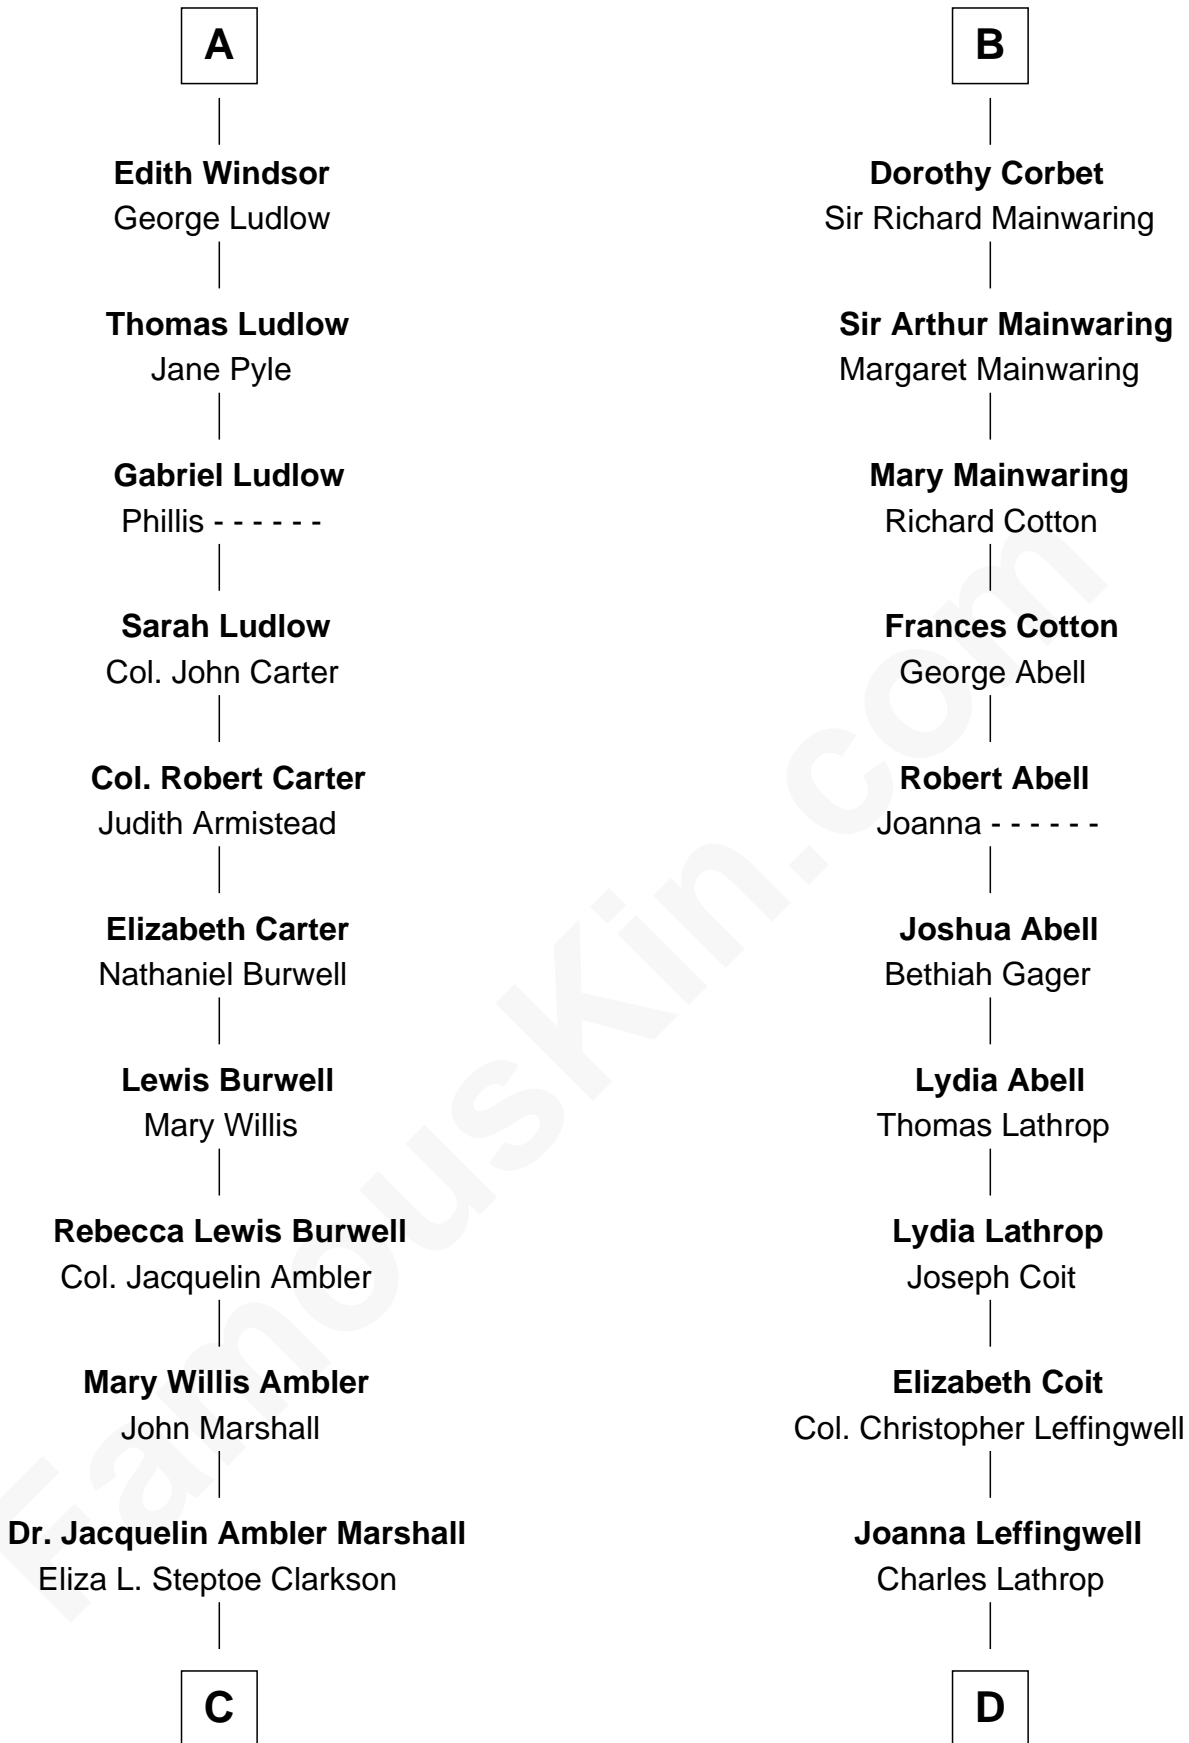 A
Edith Windsor
George Ludlow
Thomas Ludlow
Jane Pyle
Gabriel Ludlow
Phillis - - - - - -
Sarah Ludlow
Col. John Carter
Col. Robert Carter
Judith Armistead
Elizabeth Carter
Nathaniel Burwell
Lewis Burwell
Mary Willis
Rebecca Lewis Burwell
Col. Jacquelin Ambler
Mary Willis Ambler
John Marshall
Dr. Jacquelin Ambler Marshall
Eliza L. Steptoe Clarkson
C
B
Dorothy Corbet
Sir Richard Mainwaring
Sir Arthur Mainwaring
Margaret Mainwaring
Mary Mainwaring
Richard Cotton
Frances Cotton
George Abell
Robert Abell
Joanna - - - - - -
Joshua Abell
Bethiah Gager
Lydia Abell
Thomas Lathrop
Lydia Lathrop
Joseph Coit
Elizabeth Coit
Col. Christopher Leffingwell
Joanna Leffingwell
Charles Lathrop
D
FamousKin.com